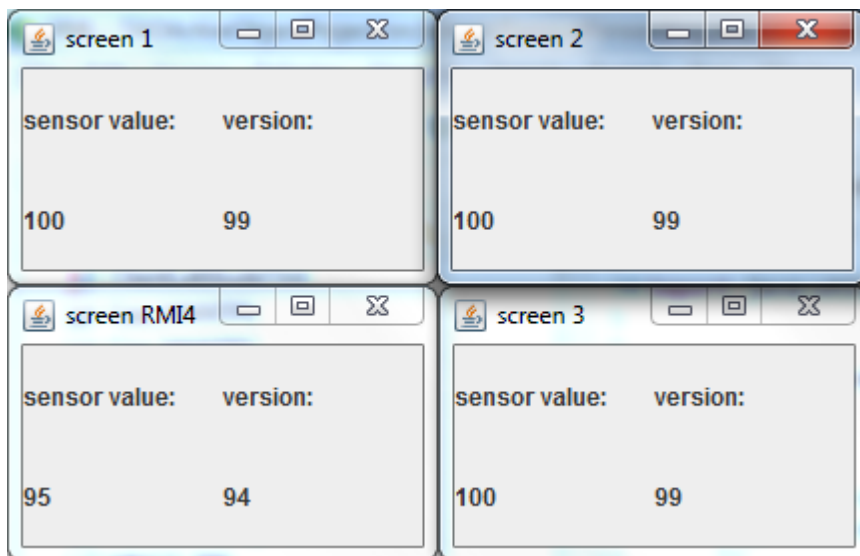 screen 1
sensor value: version:
100 99
screen 2
sensor value: version:
100 99
screen RMI4
sensor value: version:
95 94
screen 3
sensor value: version:
100 99